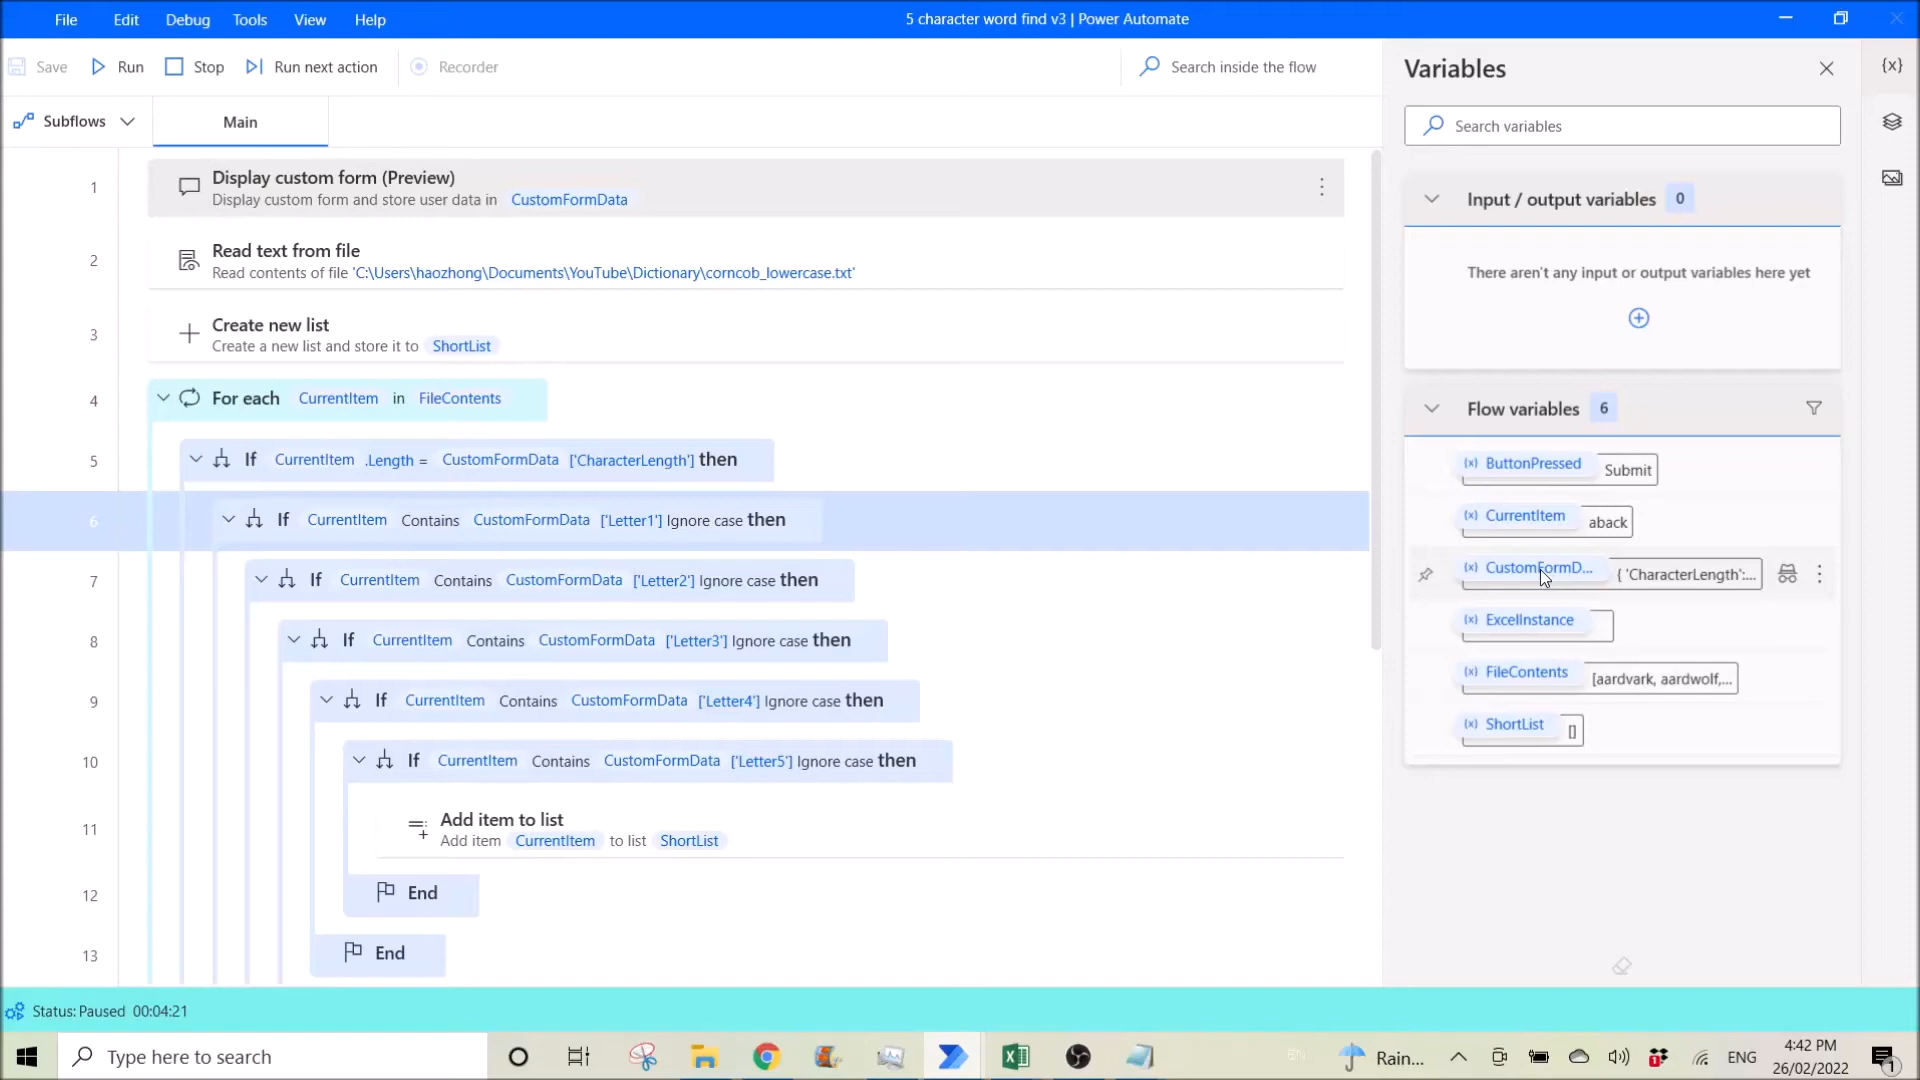 File Edit Debug Tools View Help
5 character word find v3 | Power Automate
Save Run Stop Run next action Recorder
Search inside the flow
Subflows
Main
1
Display custom form (Preview)
Display custom form and store user data in CustomFormData
2
Read text from file
Read contents of file 'C:\Users\haozhong\Documents\YouTube\Dictionary\corncob_lowercase.txt'
3
Create new list
Create a new list and store it to ShortList
4 For each CurrentItem in FileContents
5 If CurrentItem .Length = CustomFormData ['CharacterLength'] then
6 If CurrentItem Contains CustomFormData ['Letter1'] Ignore case then
7 If CurrentItem Contains CustomFormData ['Letter2'] Ignore case then
8 If CurrentItem Contains CustomFormData ['Letter3'] Ignore case then
9 If CurrentItem Contains CustomFormData ['Letter4'] Ignore case then
10 If CurrentItem Contains CustomFormData ['Letter5'] Ignore case then
11
Add item to list
Add item CurrentItem to list ShortList
12 End
13 End
Variables
{x}
Search variables
Input / output variables 0
There aren't any input or output variables here yet
Flow variables 6
(x) ButtonPressed Submit
(x) CurrentItem aback
(x) CustomFormD... { 'CharacterLength':...
(x) ExcelInstance
(x) FileContents [aardvark, aardwolf,...
(x) ShortList []
Status: Paused 00:04:21
Type here to search
EN
Rain...
1
ENG
4:42 PM
26/02/2022
1